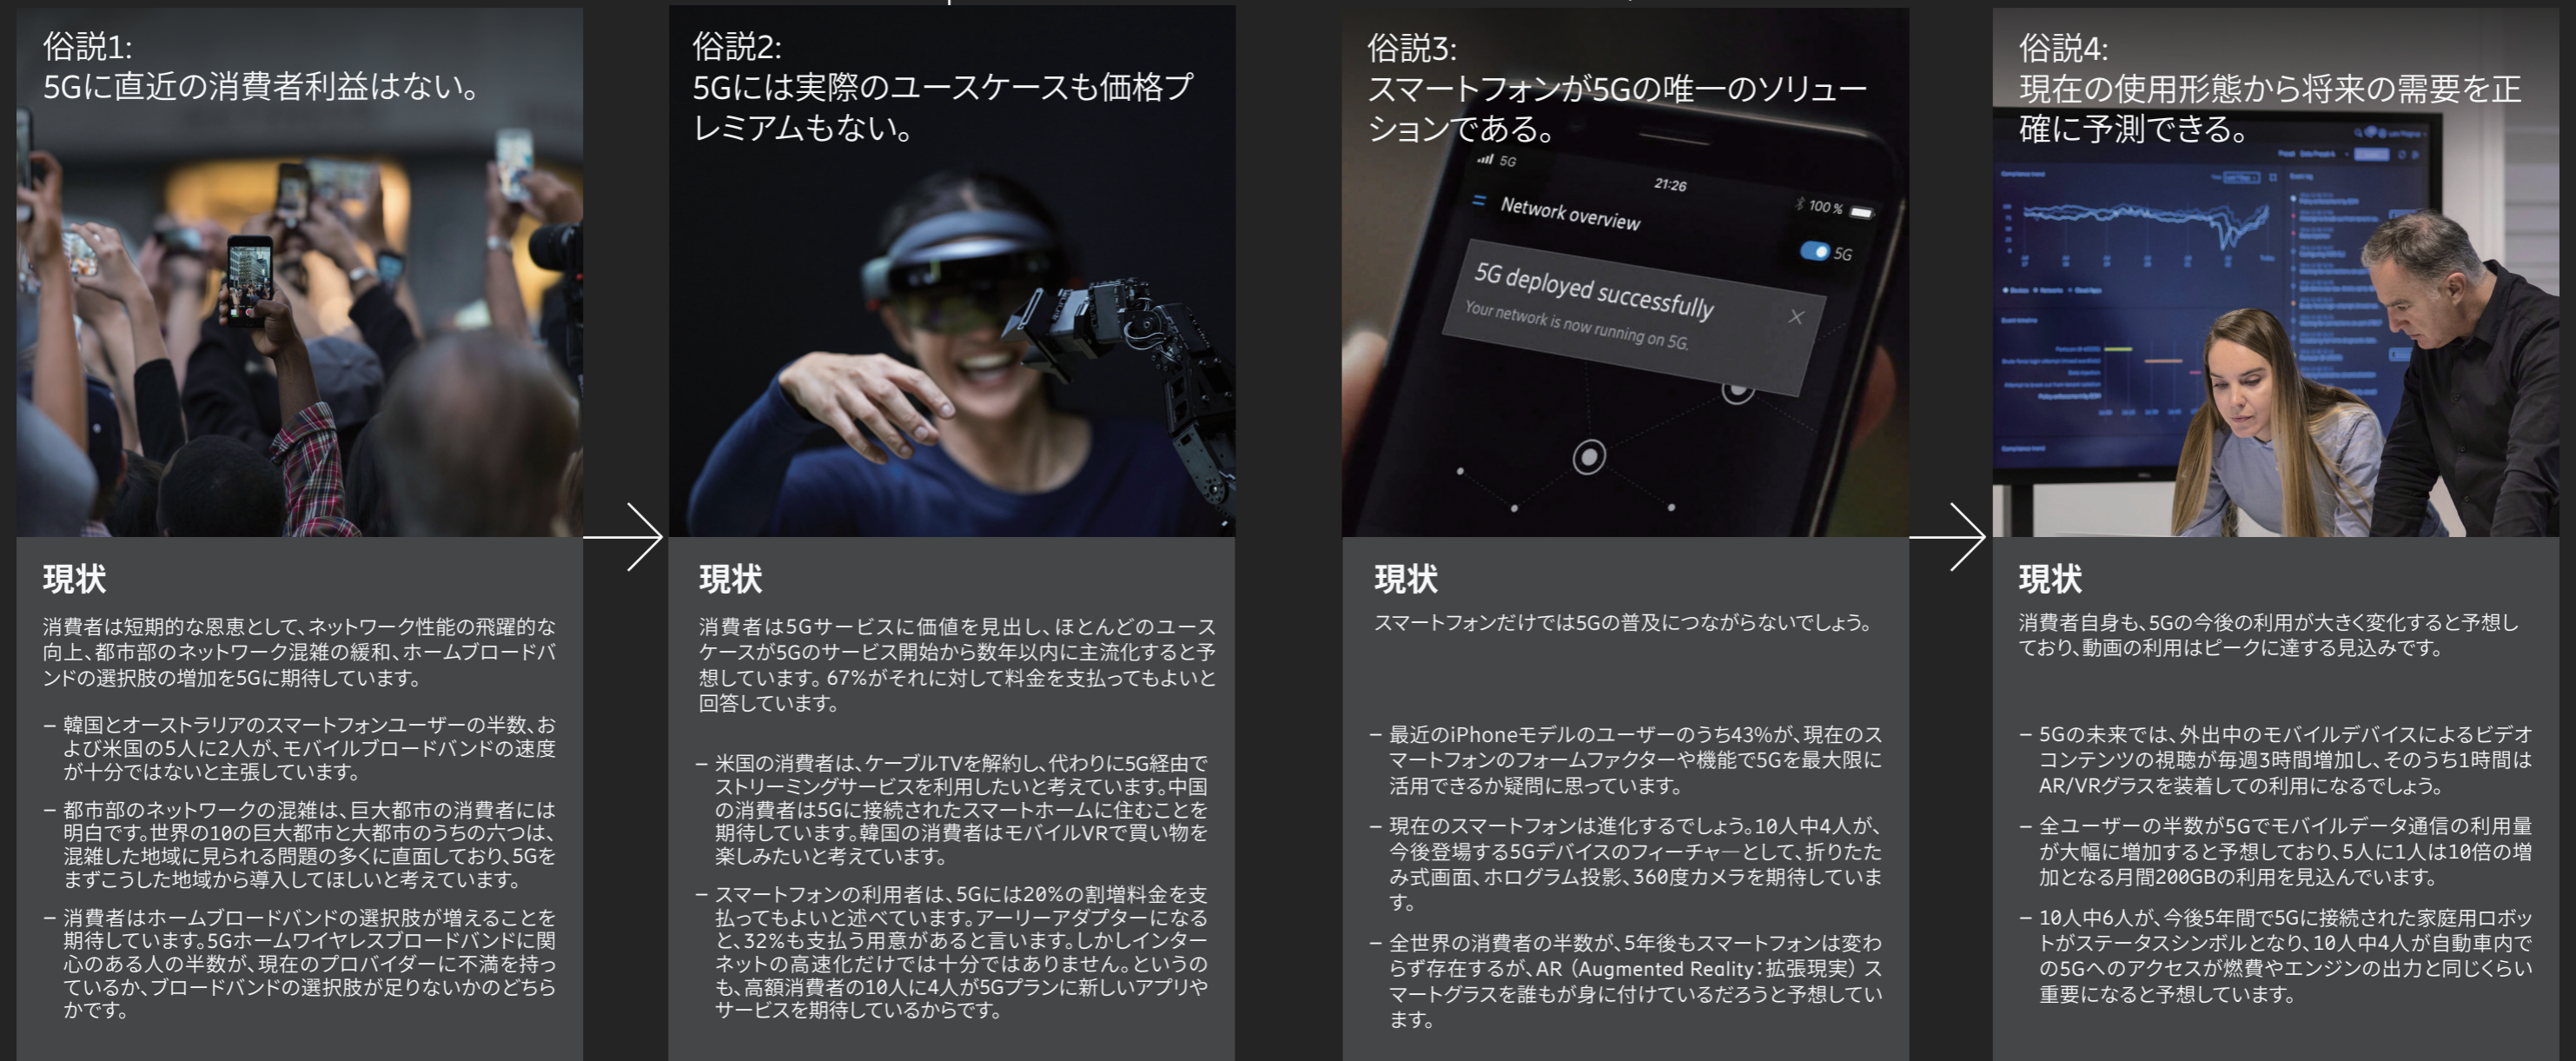 俗説1:
5Gに直近の消費者利益はない。
現状
消費者は短期的な恩恵として、ネットワーク性能の飛躍的な
向上、都市部のネットワーク混雑の緩和、ホームブロードバ
ンドの選択肢の増加を5Gに期待しています。
– 韓国とオーストラリアのスマートフォンユーザーの半数、お
よび米国の5人に2人が、モバイルブロードバンドの速度
が十分ではないと主張しています。
– 都市部のネットワークの混雑は、巨大都市の消費者には
明白です。世界の10の巨大都市と大都市のうちの六つは、
混雑した地域に見られる問題の多くに直面しており、5Gを
まずこうした地域から導入してほしいと考えています。
– 消費者はホームブロードバンドの選択肢が増えることを
期待しています。5Gホームワイヤレスブロードバンドに関
心のある人の半数が、現在のプロバイダーに不満を持っ
ているか、ブロードバンドの選択肢が足りないかのどちら
かです。
俗説2:
5Gには実際のユースケースも価格プ
レミアムもない。
現状
消費者は5Gサービスに価値を見出し、ほとんどのユース
ケースが5Gのサービス開始から数年以内に主流化すると予
想しています。67%がそれに対して料金を支払ってもよいと
回答しています。
– 米国の消費者は、ケーブルTVを解約し、代わりに5G経由で
ストリーミングサービスを利用したいと考えています。中国
の消費者は5Gに接続されたスマートホームに住むことを
期待しています。韓国の消費者はモバイルVRで買い物を
楽しみたいと考えています。
– スマートフォンの利用者は、5Gには20%の割増料金を支
払ってもよいと述べています。アーリーアダプターになる
と、32%も支払う用意があると言います。しかしインター
ネットの高速化だけでは十分ではありません。というの
も、高額消費者の10人に4人が5Gプランに新しいアプリや
サービスを期待しているからです。
俗説3:
スマートフォンが5Gの唯一のソリュー
ションである。
5G
21:26
100 %
Network overview
5G
5G deployed successfully
Your network is now running on 5G.
現状
スマートフォンだけでは5Gの普及につながらないでしょう。
– 最近のiPhoneモデルのユーザーのうち43%が、現在のス
マートフォンのフォームファクターや機能で5Gを最大限に
活用できるか疑問に思っています。
– 現在のスマートフォンは進化するでしょう。10人中4人が、
今後登場する5Gデバイスのフィーチャーとして、折りたた
み式画面、ホログラム投影、360度カメラを期待していま
す。
– 全世界の消費者の半数が、5年後もスマートフォンは変わ
らず存在するが、AR（Augmented Reality：拡張現実）ス
マートグラスを誰もが身に付けているだろうと予想してい
ます。
俗説4:
現在の使用形態から将来の需要を正
確に予測できる。
現状
消費者自身も、5Gの今後の利用が大きく変化すると予想し
ており、動画の利用はピークに達する見込みです。
– 5Gの未来では、外出中のモバイルデバイスによるビデオ
コンテンツの視聴が毎週3時間増加し、そのうち1時間は
AR/VRグラスを装着しての利用になるでしょう。
– 全ユーザーの半数が5Gでモバイルデータ通信の利用量
が大幅に増加すると予想しており、5人に1人は10倍の増
加となる月間200GBの利用を見込んでいます。
– 10人中6人が、今後5年間で5Gに接続された家庭用ロボッ
トがステータスシンボルとなり、10人中4人が自動車内で
の5Gへのアクセスが燃費やエンジンの出力と同じくらい
重要になると予想しています。